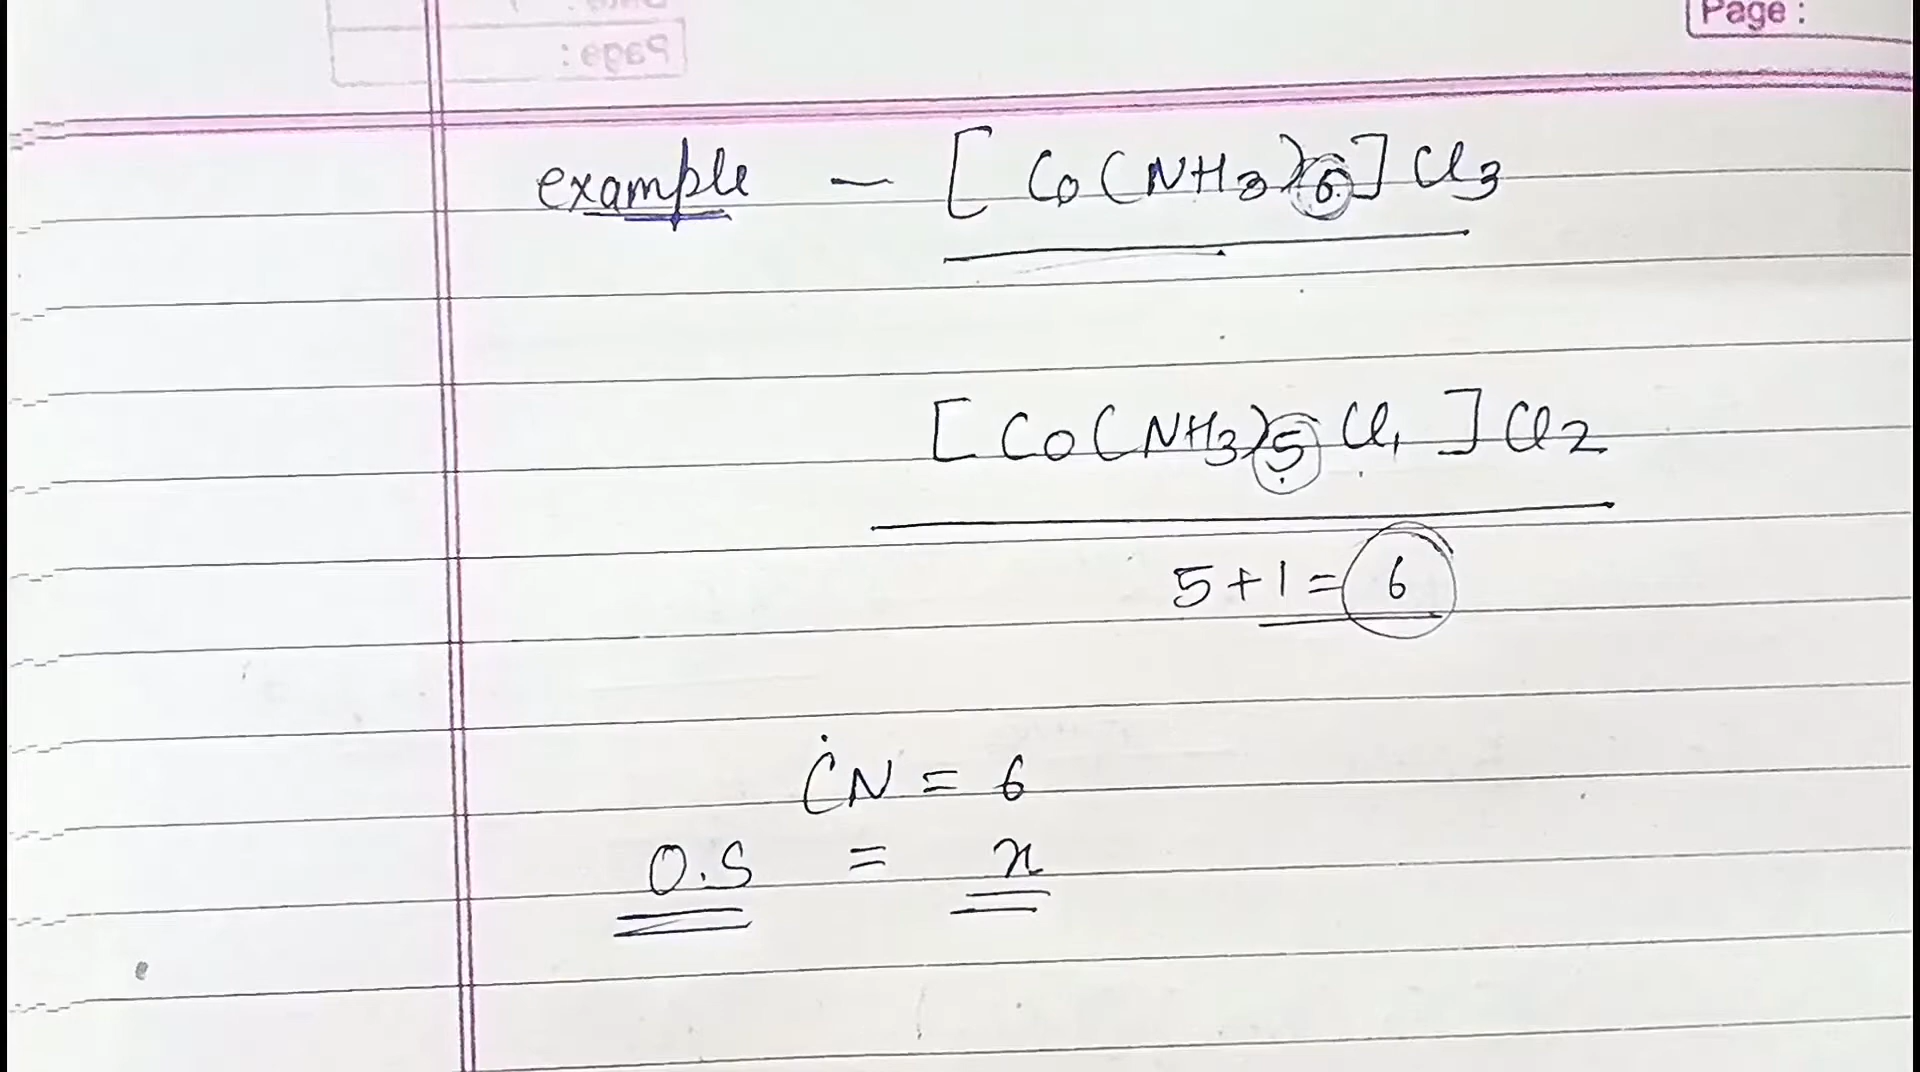 Page :
example - [Co(NH3)6]Cl3
[Co(NH3)5Cl1]Cl2
5+1=6
CN = 6
O.S = x